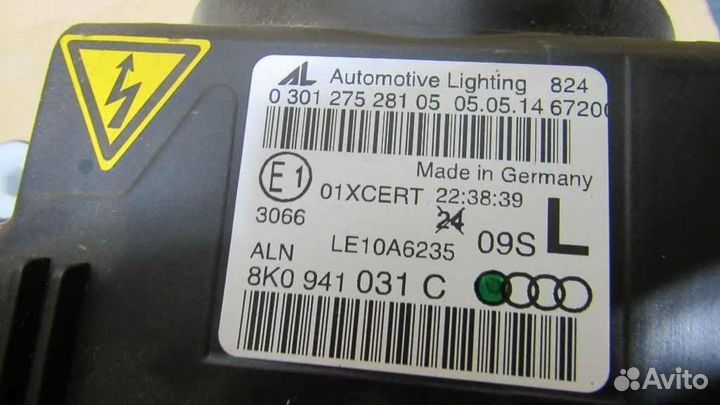 AL Automotive Lighting 824
0 301 275 281 05 05.05.14 6720
Made in Germany
E1 01XCERT 22:38:39
3066 24
LE10A6235 09S L
ALN
8K0 941 031 C
Avito